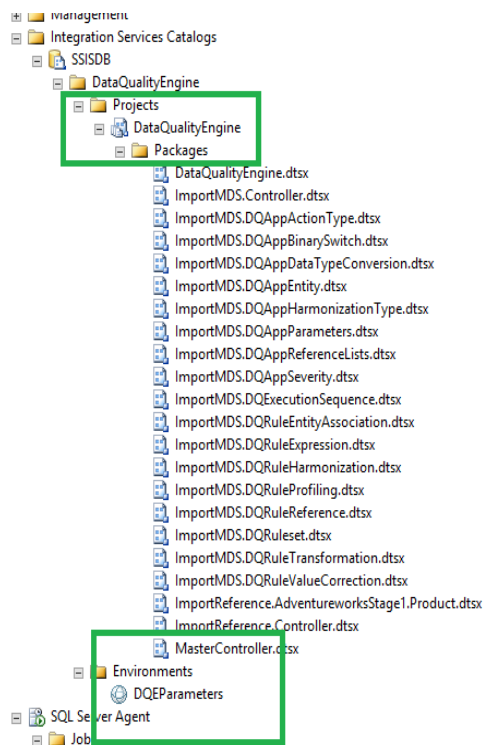 Management
Integration Services Catalogs
SSISDB
DataQualityEngine
Projects
DataQualityEngine
Packages
DataQualityEngine.dtsx
ImportMDS.Controller.dtsx
ImportMDS.DQAppActionType.dtsx
ImportMDS.DQAppBinarySwitch.dtsx
ImportMDS.DQAppDataTypeConversion.dtsx
ImportMDS.DQAppEntity.dtsx
ImportMDS.DQAppHarmonizationType.dtsx
ImportMDS.DQAppParameters.dtsx
ImportMDS.DQAppReferenceLists.dtsx
ImportMDS.DQAppSeverity.dtsx
ImportMDS.DQExecutionSequence.dtsx
ImportMDS.DQRuleEntityAssociation.dtsx
ImportMDS.DQRuleExpression.dtsx
ImportMDS.DQRuleHarmonization.dtsx
ImportMDS.DQRuleProfiling.dtsx
ImportMDS.DQRuleReference.dtsx
ImportMDS.DQRuleset.dtsx
ImportMDS.DQRuleTransformation.dtsx
ImportMDS.DQRuleValueCorrection.dtsx
ImportReference.AdventureworksStage1.Product.dtsx
ImportReference.Controller.dtsx
MasterController.dtsx
Environments
DQEParameters
SQL Server Agent
Job